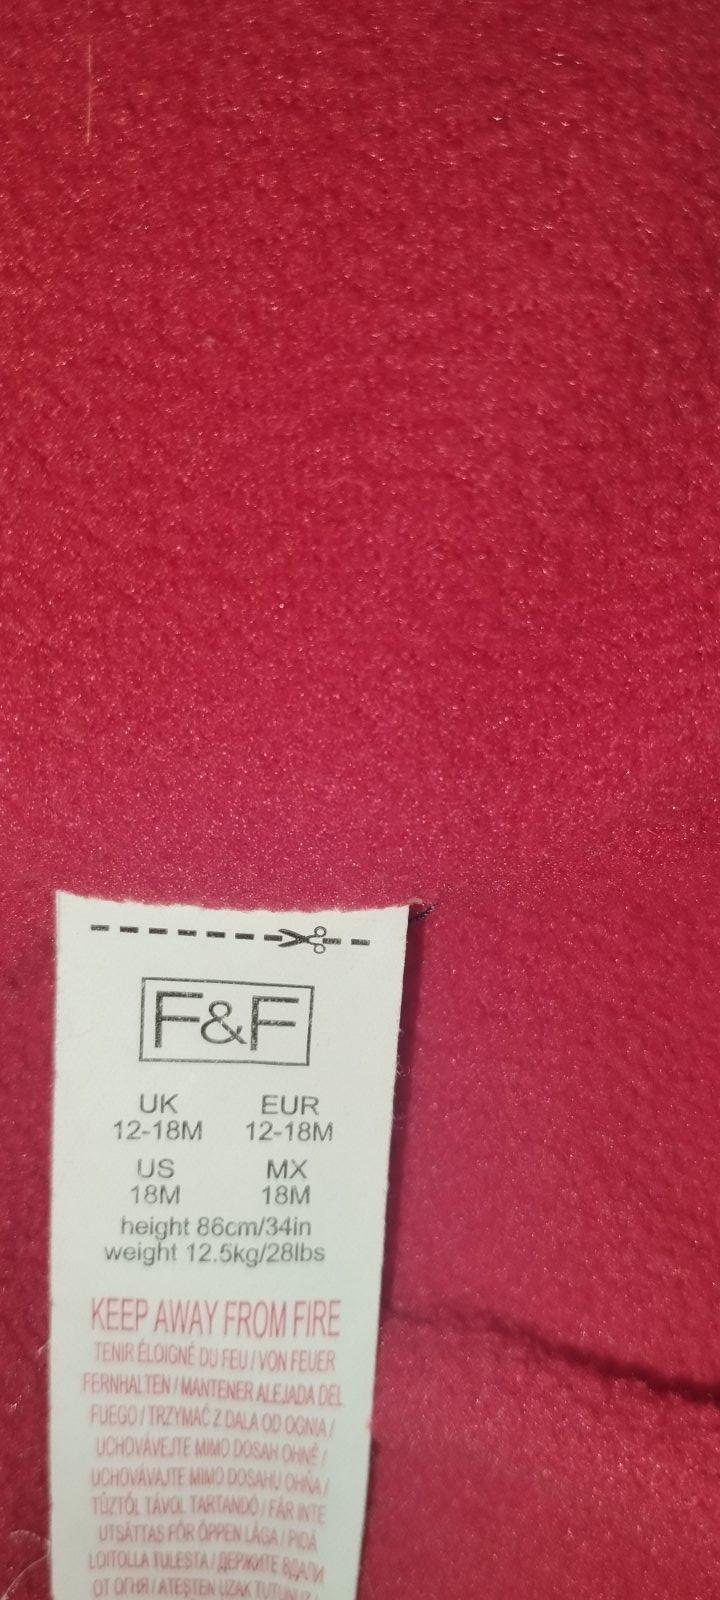 F&F
UK EUR
12-18M 12-18M
US MX
18M 18M
height 86cm/34in
weight 12.5kg/28lbs
KEEP AWAY FROM FIRE
TENIR ÉLOIGNÉ DU FEU / VON FEUER
FERNHALTEN / MANTENER ALEJADA DEL
FUEGO / TRZYMAĆ Z DALA OD OGNIA /
UCHOVÁVEJTE MIMO DOSAH OHNĚ /
UCHOVÁVAJTE MIMO DOSAHU OHŇA /
TŰZTŐL TÁVOL TARTANDÓ / FÅR INTE
UTSÄTTAS FÖR ÖPPEN LÅGA / PIDÄ
LOITOLLA TULESTA / ДЕРЖИТЕ ВДАЛИ
ОТ ОГНЯ / ATEŞTEN UZAK TUTUNUZ /